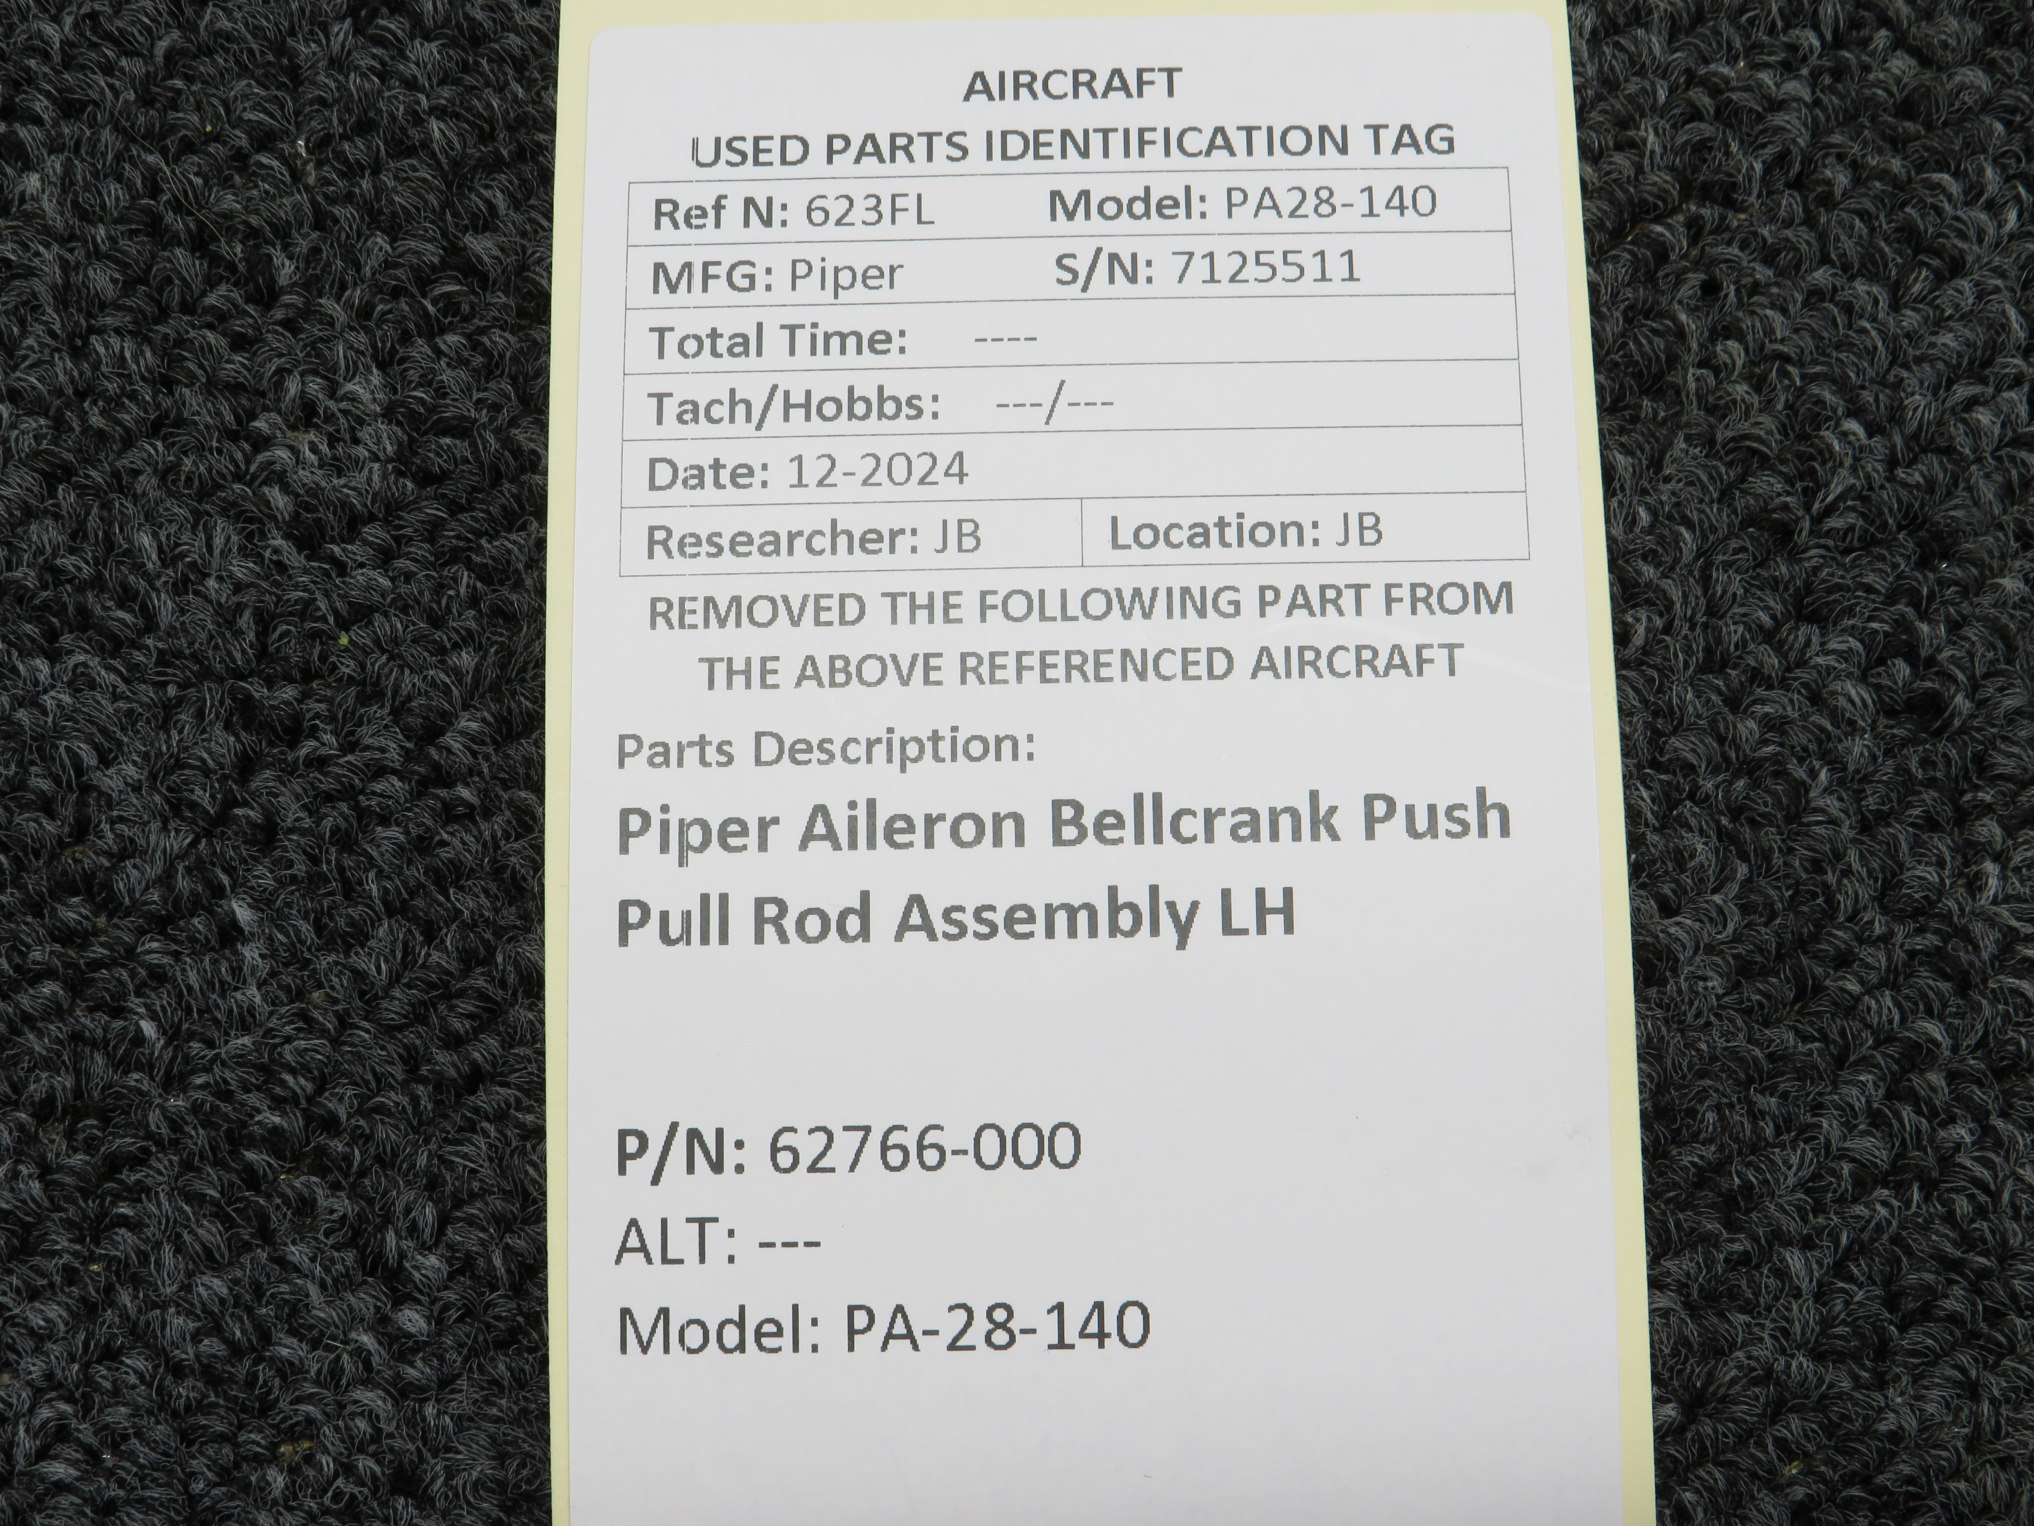 AIRCRAFT
USED PARTS IDENTIFICATION TAG
Ref N: 623FL Model: PA28-140
MFG: Piper S/N: 7125511
Total Time: ----
Tach/Hobbs: ---/---
Date: 12-2024
Researcher: JB Location: JB
REMOVED THE FOLLOWING PART FROM
THE ABOVE REFERENCED AIRCRAFT
Parts Description:
Piper Aileron Bellcrank Push
Pull Rod Assembly LH
P/N: 62766-000
ALT: ---
Model: PA-28-140